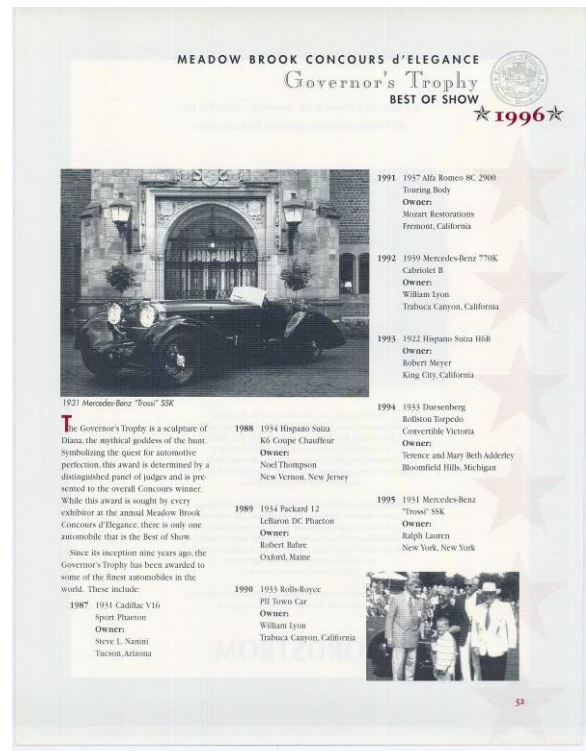 MEADOW BROOK CONCOURS d'ELEGANCE
Governor's Trophy
BEST OF SHOW
1996
1931 Mercedes-Benz "Trossi" SSK
The Governor's Trophy is a sculpture of
Diana, the mythical goddess of the hunt.
Symbolizing the quest for automotive
perfection, this award is determined by a
distinguished panel of judges and is pre-
sented to the overall Concours winner.
While this award is sought by every
exhibitor at the annual Meadow Brook
Concours d'Elegance, there is only one
automobile that is the Best of Show.
Since its inception nine years ago, the
Governor's Trophy has been awarded to
some of the finest automobiles in the
world. These include:
1987 1931 Cadillac V16
Sport Phaeton
Owner:
Steve L. Nanini
Tucson, Arizona
1988 1934 Hispano Suiza
K6 Coupe Chauffeur
Owner:
Noel Thompson
New Vernon, New Jersey
1989 1934 Packard 12
LeBaron DC Phaeton
Owner:
Robert Bahre
Oxford, Maine
1990 1933 Rolls-Royce
PII Town Car
Owner:
William Lyon
Trabuca Canyon, California
1991 1937 Alfa Romeo 8C 2900
Touring Body
Owner:
Mozart Restorations
Fremont, California
1992 1939 Mercedes-Benz 770K
Cabriolet B
Owner:
William Lyon
Trabuca Canyon, California
1993 1922 Hispano Suiza H6B
Owner:
Robert Meyer
King City, California
1994 1933 Duesenberg
Rollston Torpedo
Convertible Victoria
Owner:
Terence and Mary Beth Adderley
Bloomfield Hills, Michigan
1995 1931 Mercedes-Benz
"Trossi" SSK
Owner:
Ralph Lauren
New York, New York
52